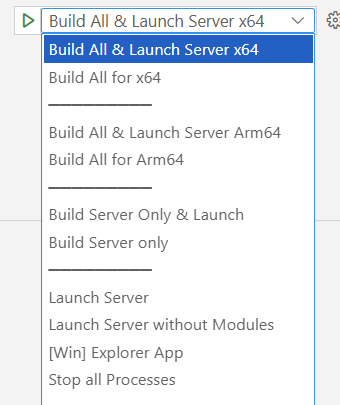 Build All & Launch Server x64
Build All & Launch Server x64
Build All for x64
Build All & Launch Server Arm64
Build All for Arm64
Build Server Only & Launch
Build Server only
Launch Server
Launch Server without Modules
[Win] Explorer App
Stop all Processes